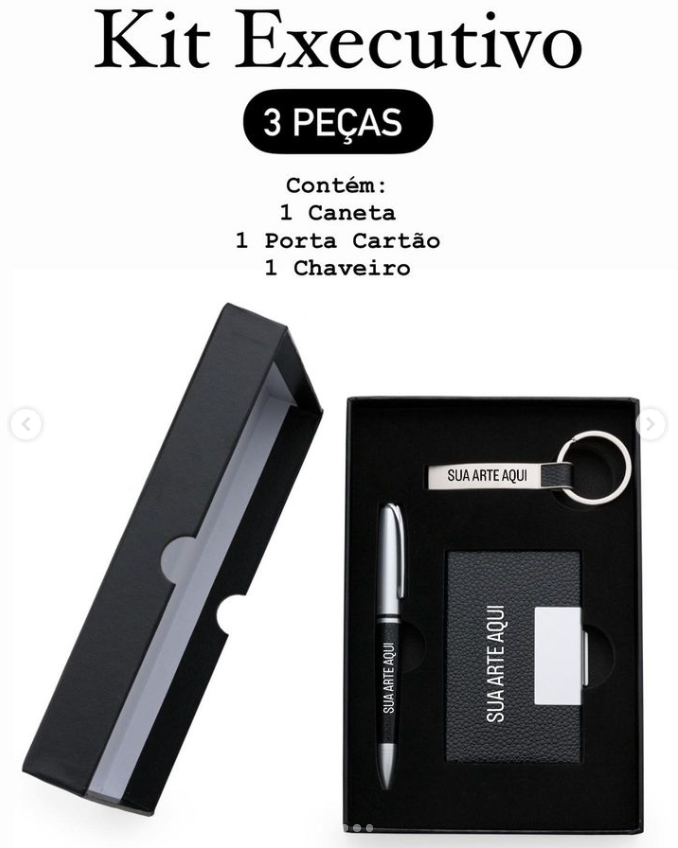 Kit Executivo
3 PEÇAS
Contém:
1 Caneta
1 Porta Cartão
1 Chaveiro
SUA ARTE AQUI
SUA ARTE AQUI
SUA ARTE AQUI